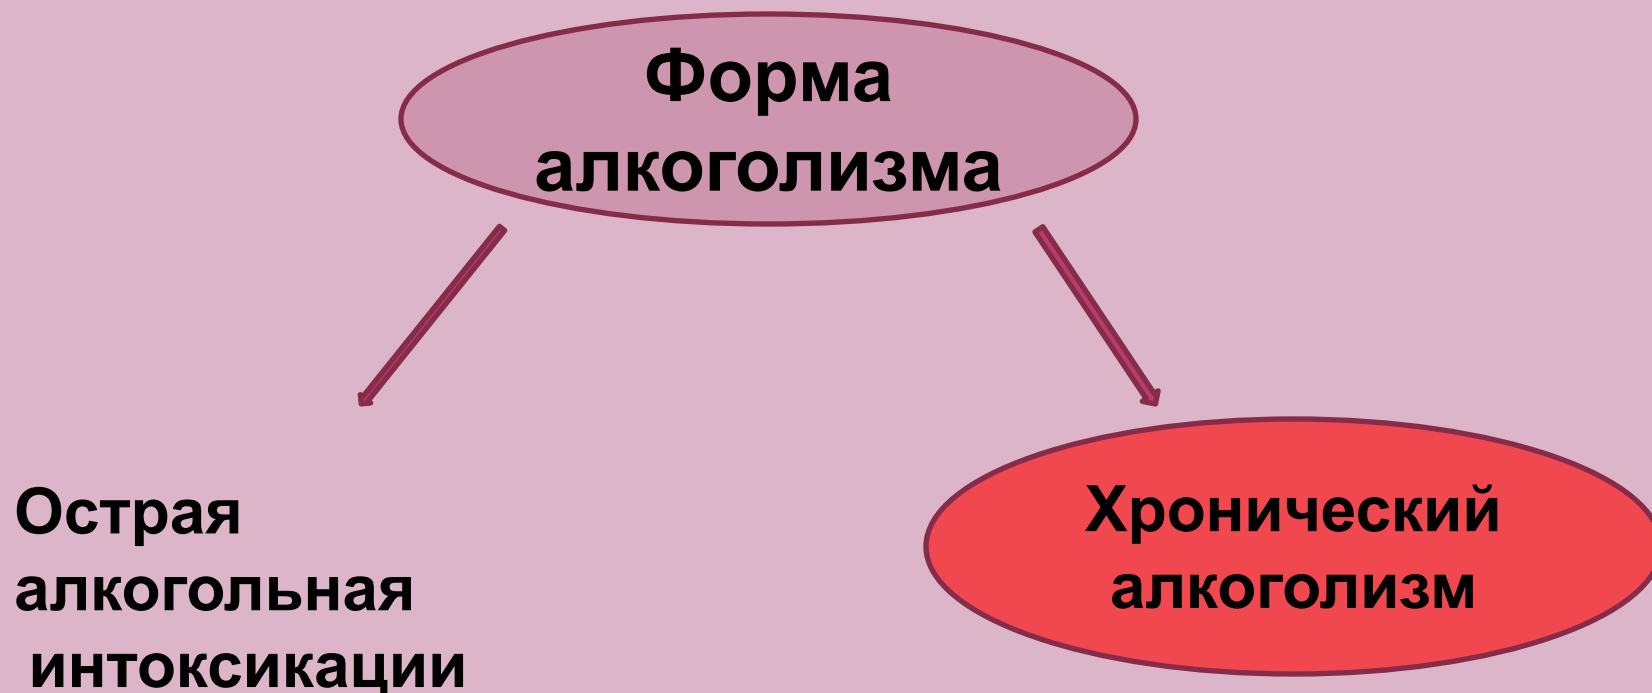 Форма
алкоголизма
Острая
алкогольная
интоксикации
Хронический
алкоголизм